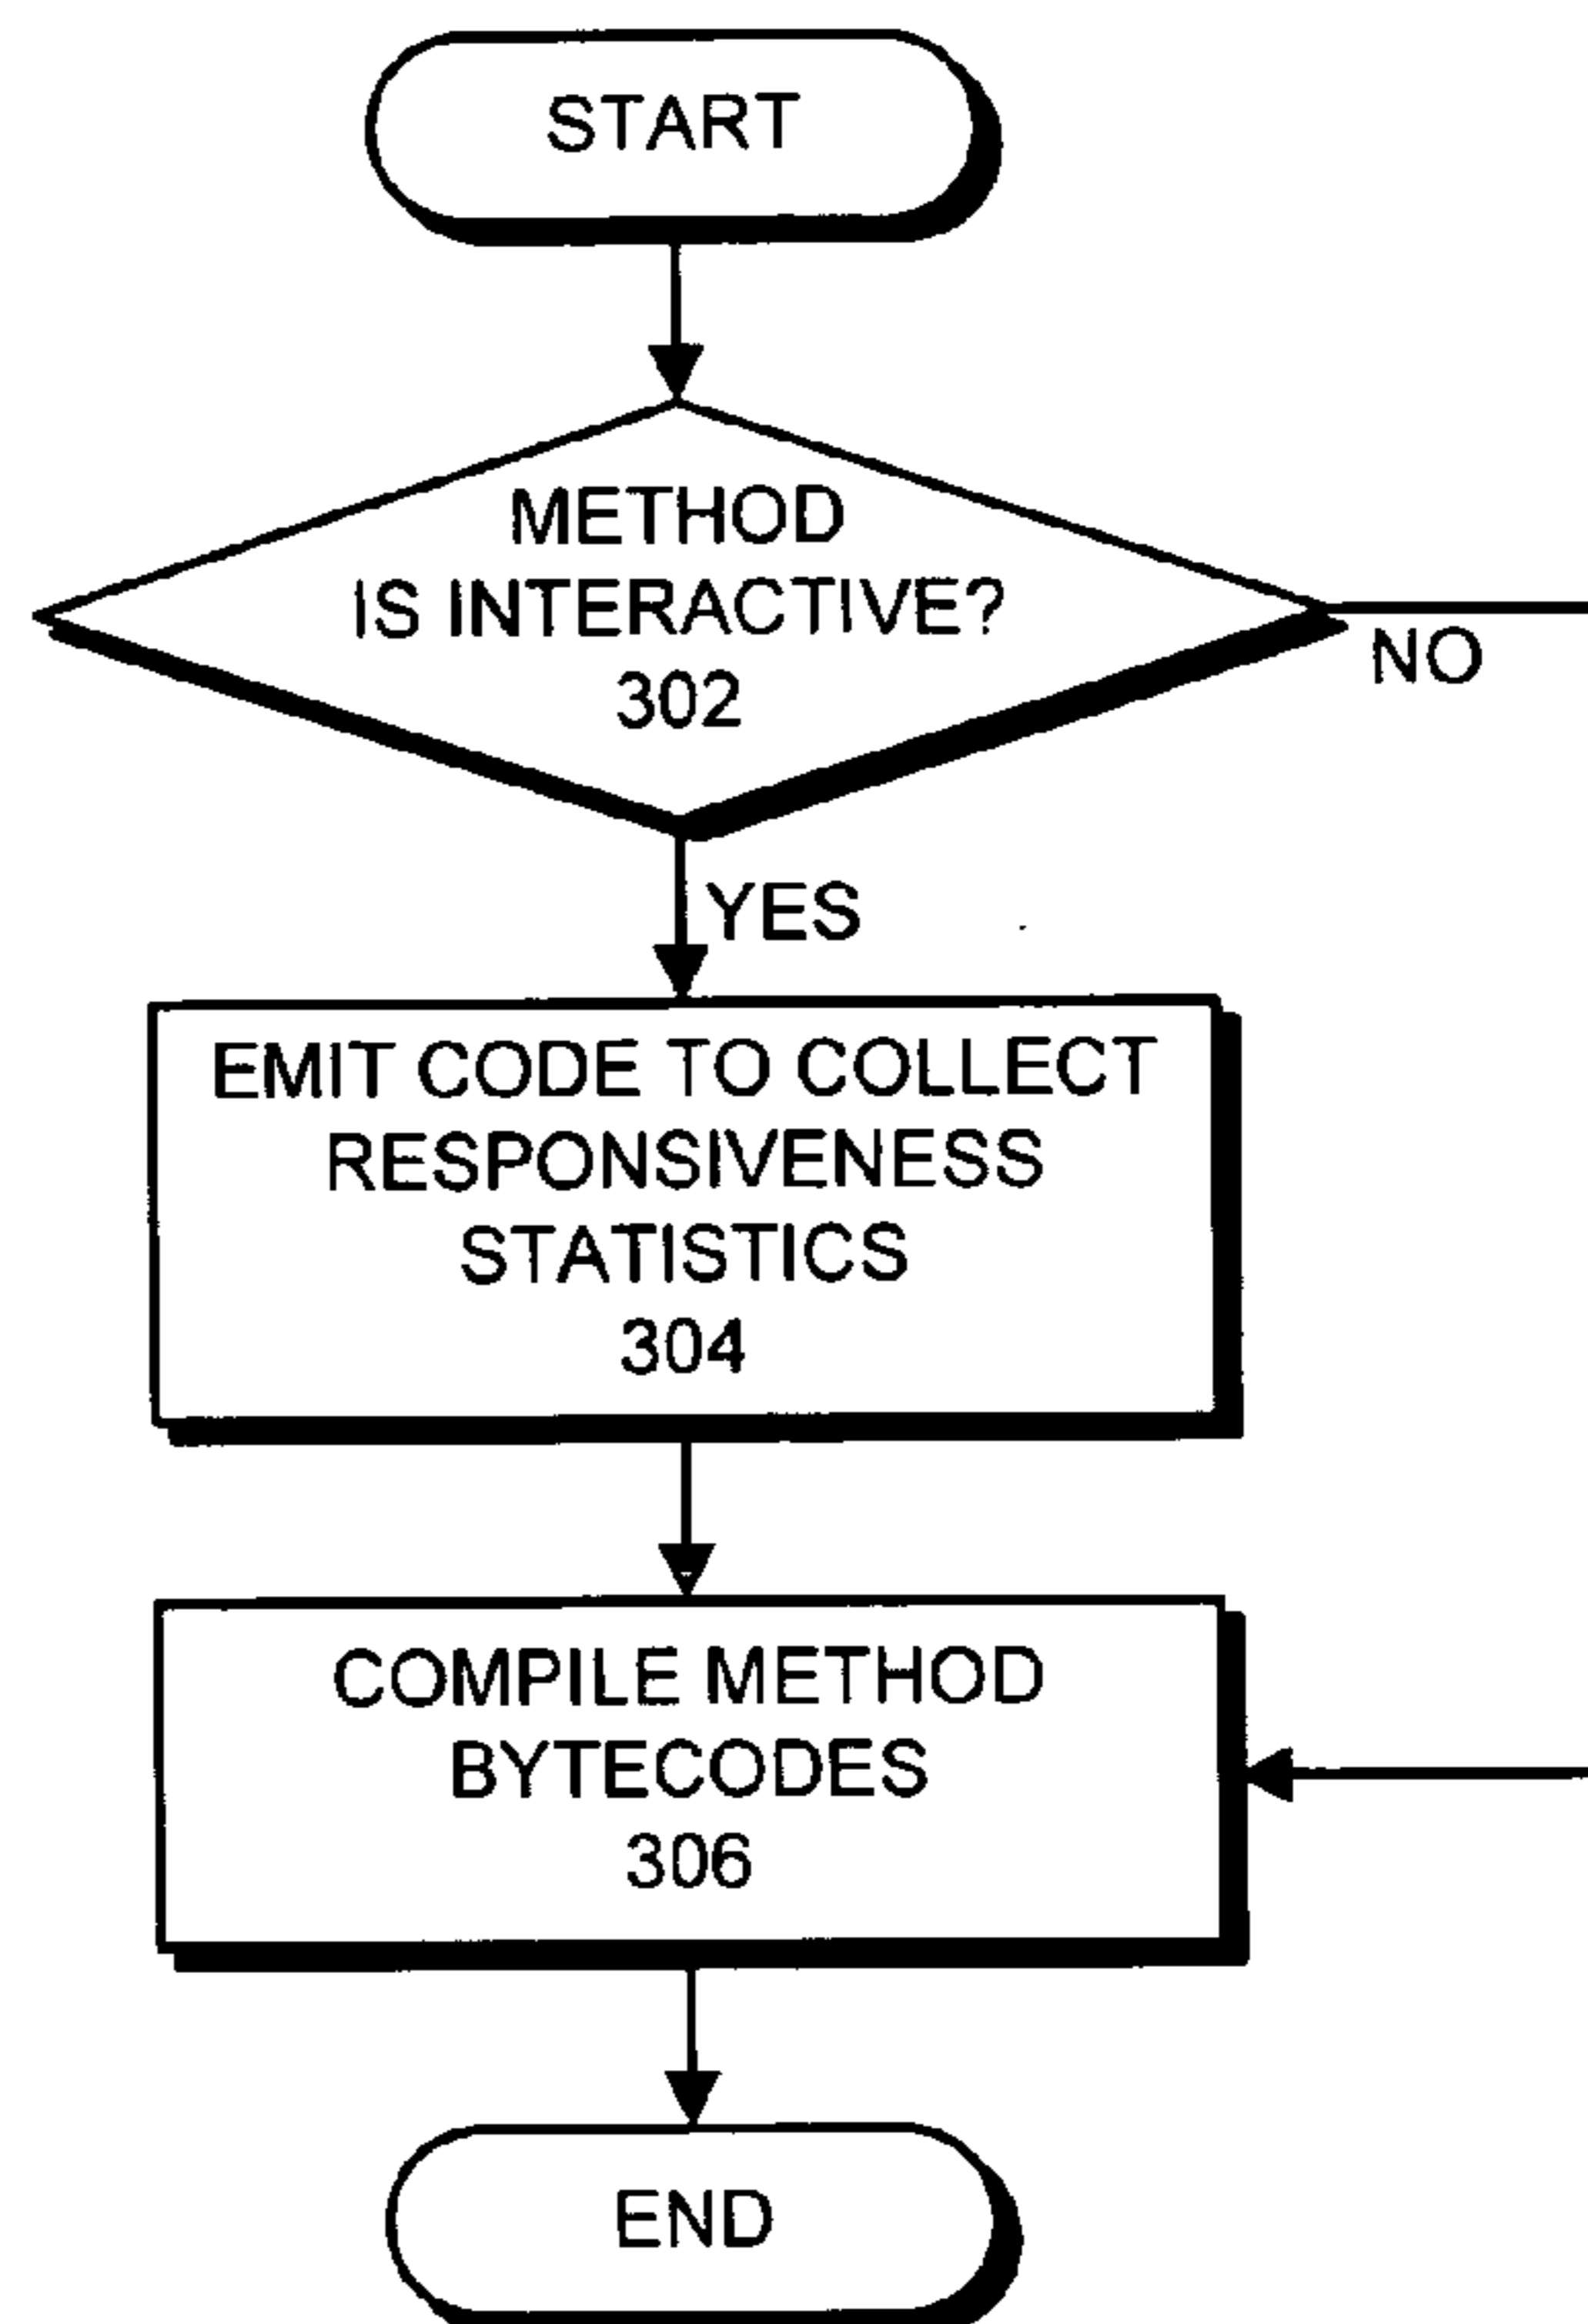 START
METHOD
IS INTERACTIVE?
302
NO
YES
EMIT CODE TO COLLECT
RESPONSIVENESS
STATISTICS
304
COMPILE METHOD
BYTECODES
306
END